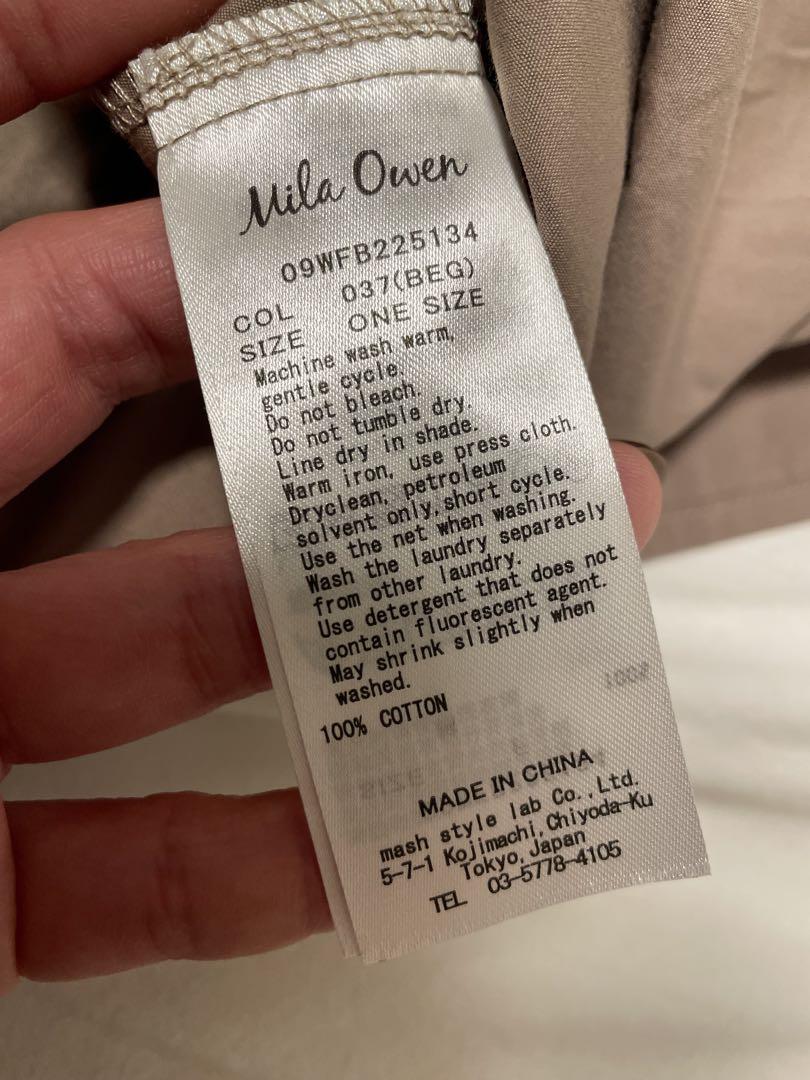 Mila Owen
09WFB225134
COL 037(BEG)
SIZE ONE SIZE
Machine wash warm,
gentle cycle.
Do not bleach.
Do not tumble dry.
Line dry in shade.
Warm iron, use press cloth.
Dryclean, petroleum
solvent only,short cycle.
Use the net when washing.
Wash the laundry separately
from other laundry.
Use detergent that does not
contain fluorescent agent.
May shrink slightly when
washed.
100% COTTON
MADE IN CHINA
mash style lab Co.,Ltd.
5-7-1 Kojimachi,Chiyoda-Ku
Tokyo,Japan
TEL 03-5778-4105